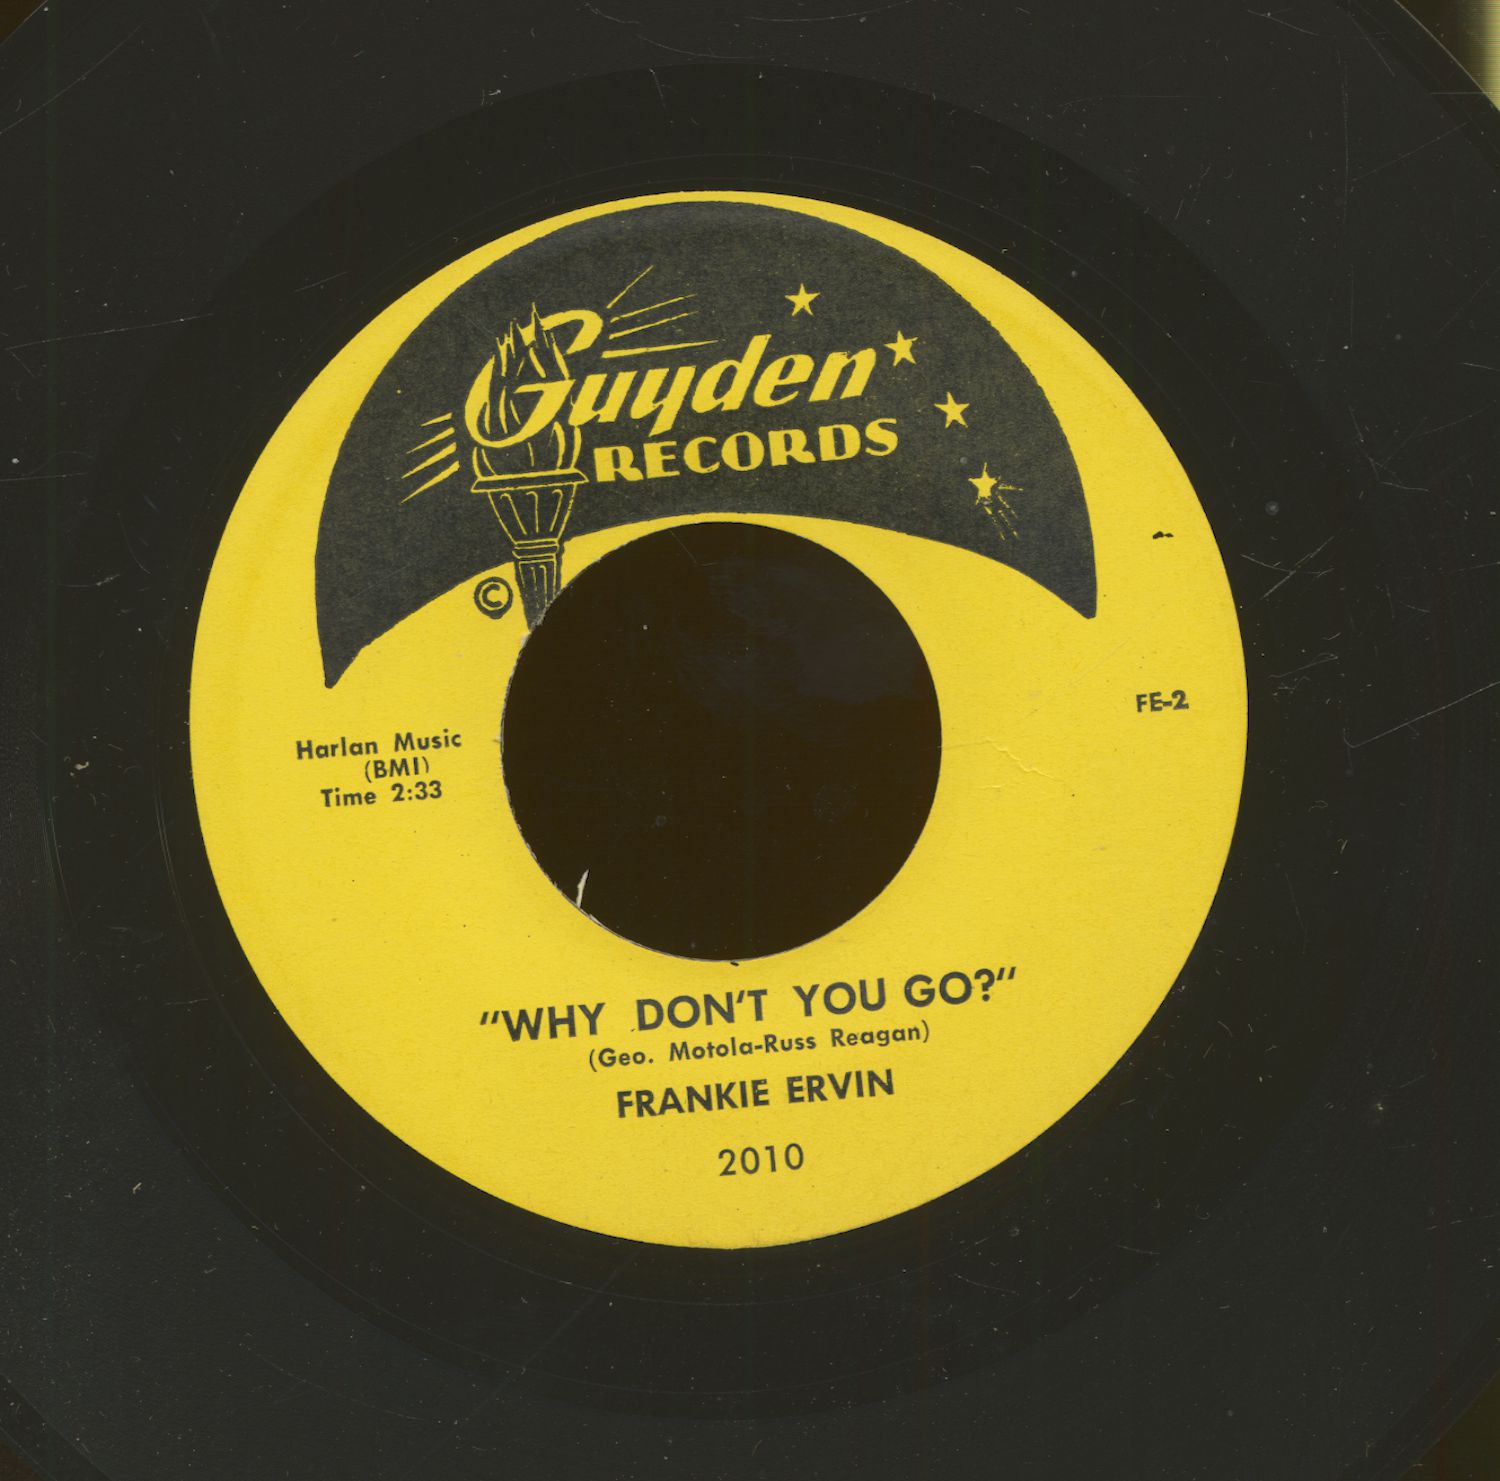 Guyden
RECORDS
©
FE-2
Harlan Music
(BMI)
Time 2:33
"WHY DON'T YOU GO?"
(Geo. Motola-Russ Reagan)
FRANKIE ERVIN
2010